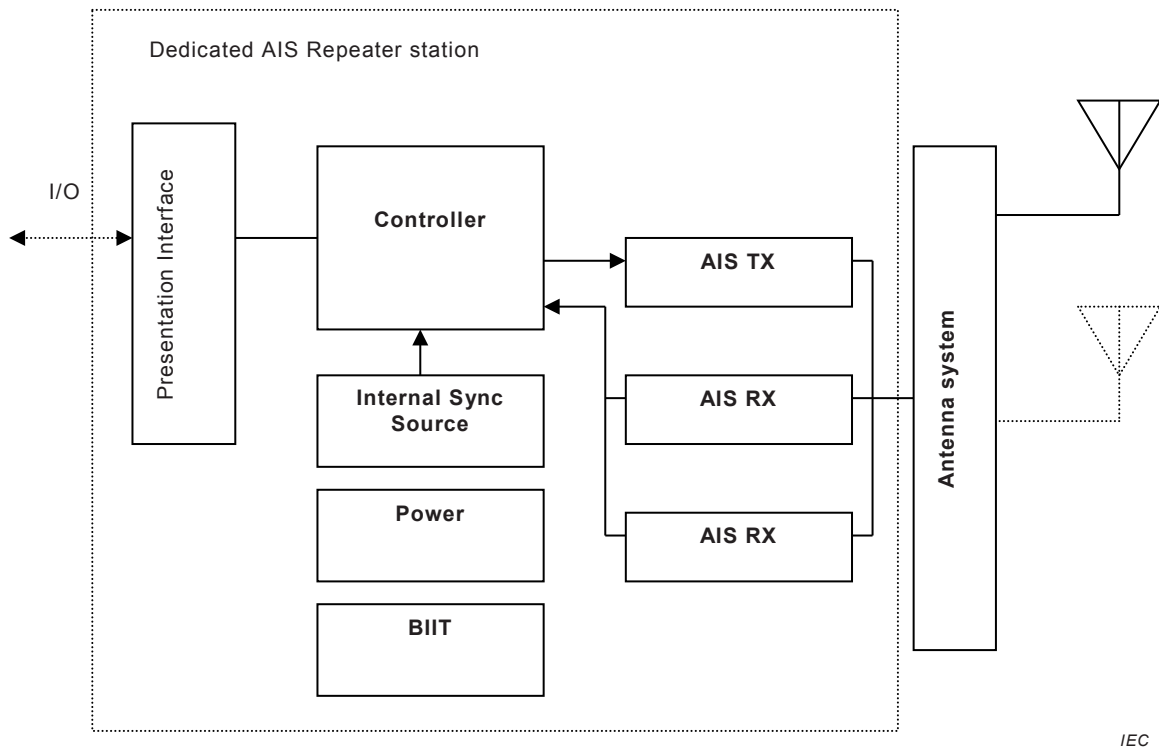 Dedicated AIS Repeater station
I/O
Presentation Interface
Controller
AIS TX
Internal Sync
Source
AIS RX
Power
AIS RX
BIIT
Antenna system
IEC